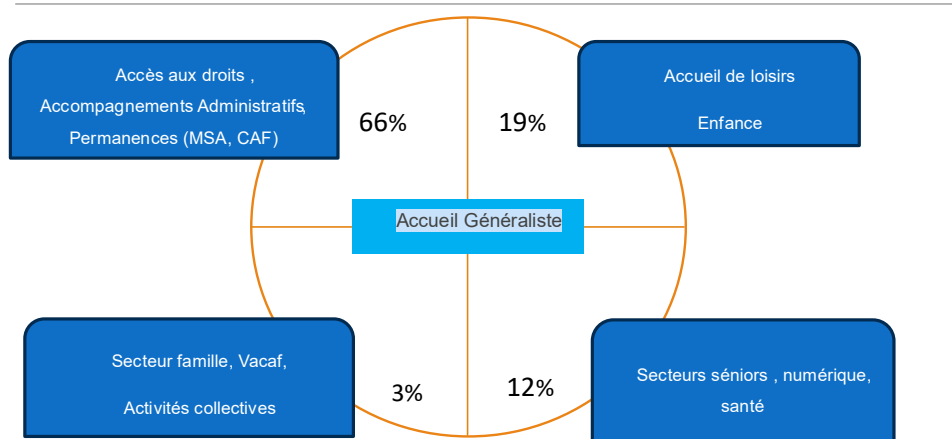 Accès aux droits ,
Accompagnements Administratifs,
Permanences (MSA, CAF)
66%
19%
Accueil de loisirs
Enfance
Accueil Généraliste
Secteur famille, Vacaf,
Activités collectives
3%
12%
Secteurs séniors , numérique,
santé